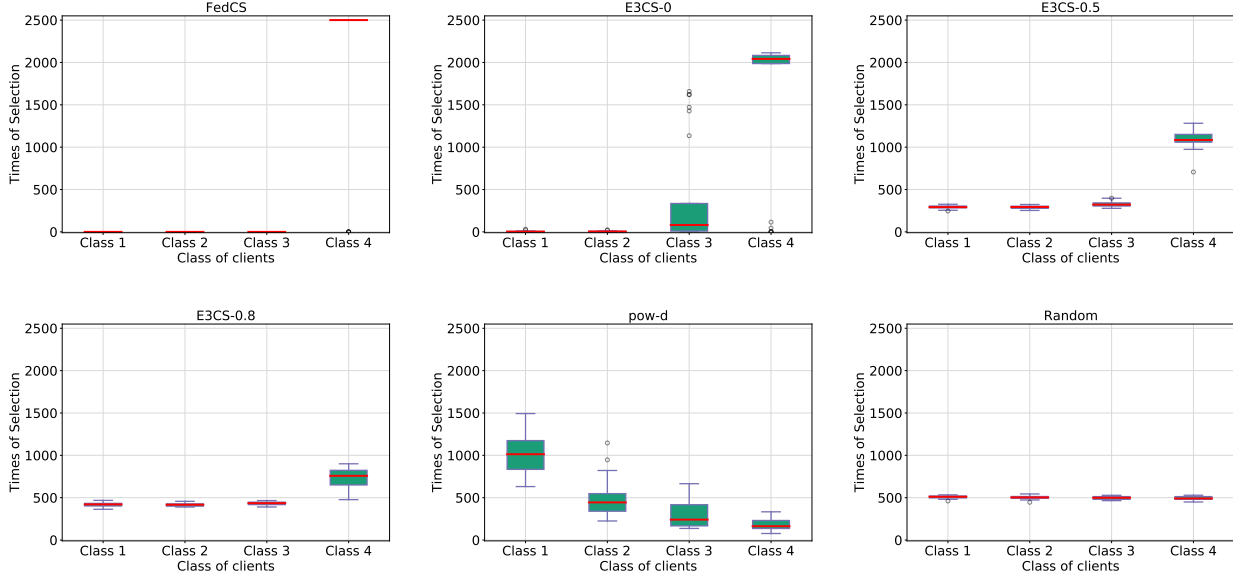 FedCS
2500
2000
1500
1000
500
0
Times of Selection
Class 1 Class 2 Class 3 Class 4
Class of clients
E3CS-0
2500
2000
1500
1000
500
0
Times of Selection
Class 1 Class 2 Class 3 Class 4
Class of clients
E3CS-0.5
2500
2000
1500
1000
500
0
Times of Selection
Class 1 Class 2 Class 3 Class 4
Class of clients
E3CS-0.8
2500
2000
1500
1000
500
0
Times of Selection
Class 1 Class 2 Class 3 Class 4
Class of clients
pow-d
2500
2000
1500
1000
500
0
Times of Selection
Class 1 Class 2 Class 3 Class 4
Class of clients
Random
2500
2000
1500
1000
500
0
Times of Selection
Class 1 Class 2 Class 3 Class 4
Class of clients